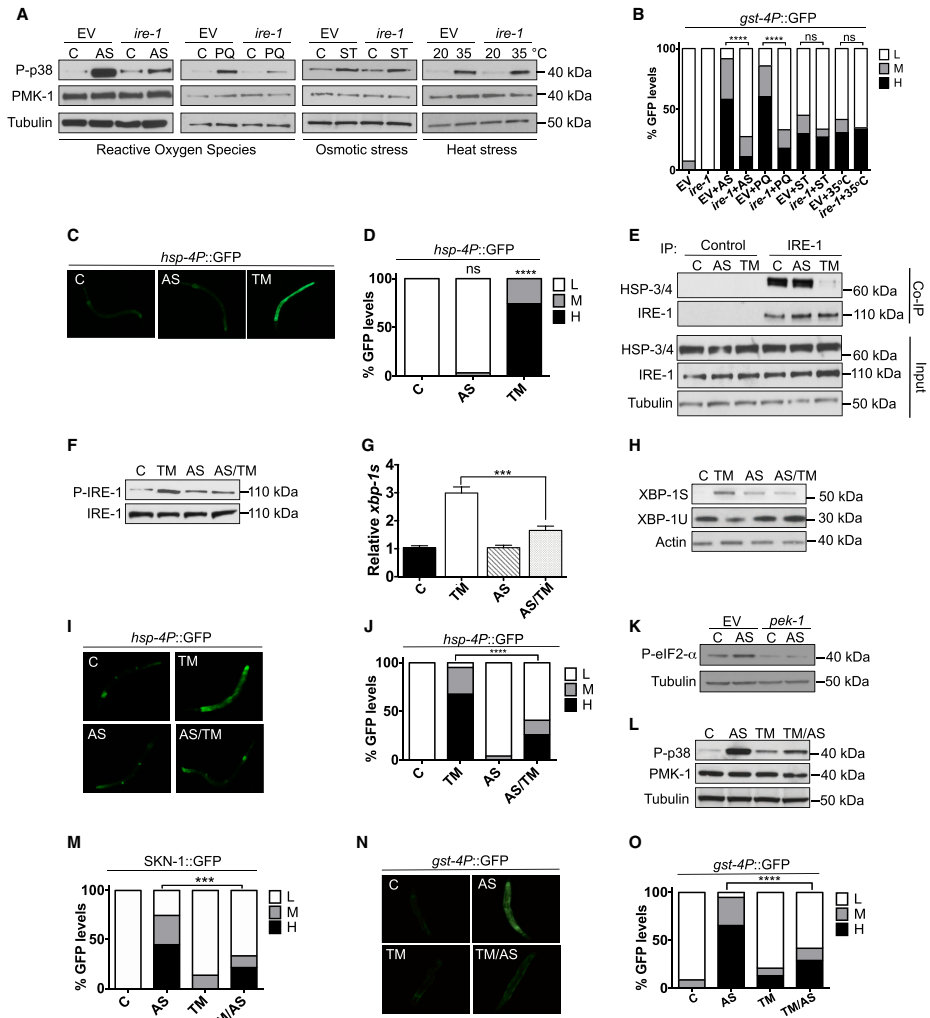 A
EV ire-1 EV ire-1 EV ire-1 EV ire-1
C AS C AS C PQ C PQ C ST C ST 20 35 20 35 °C
P-p38 40 kDa
PMK-1 40 kDa
Tubulin 50 kDa
Reactive Oxygen Species Osmotic stress Heat stress
B
gst-4P::GFP
% GFP levels
100
50
0
**** **** ns ns
L
M
H
EV ire-1 EV+AS ire-1+AS EV+PQ ire-1+PQ EV+ST ire-1+ST EV+35°C ire-1+35°C
C
hsp-4P::GFP
C AS TM
D
hsp-4P::GFP
ns ****
% GFP levels
100
50
0
L
M
H
C AS TM
E
IP: Control IRE-1
C AS TM C AS TM
HSP-3/4 60 kDa
IRE-1 110 kDa
Co-IP
HSP-3/4 60 kDa
IRE-1 110 kDa
Tubulin 50 kDa
Input
F
C TM AS AS/TM
P-IRE-1 110 kDa
IRE-1 110 kDa
G
Relative xbp-1s
4
3
2
1
0
***
C TM AS AS/TM
H
C TM AS AS/TM
XBP-1S 50 kDa
XBP-1U 30 kDa
Actin 40 kDa
I
hsp-4P::GFP
C TM
AS AS/TM
J
hsp-4P::GFP
****
% GFP levels
100
50
0
L
M
H
C TM AS AS/TM
K
EV pek-1
C AS C AS
P-eIF2-α 40 kDa
Tubulin 50 kDa
L
C AS TM TM/AS
P-p38 40 kDa
PMK-1 40 kDa
Tubulin 50 kDa
M
SKN-1::GFP
***
% GFP levels
100
50
0
L
M
H
C AS TM M/AS
N
gst-4P::GFP
C AS
TM TM/AS
O
gst-4P::GFP
****
% GFP levels
100
50
0
L
M
H
C AS TM TM/AS